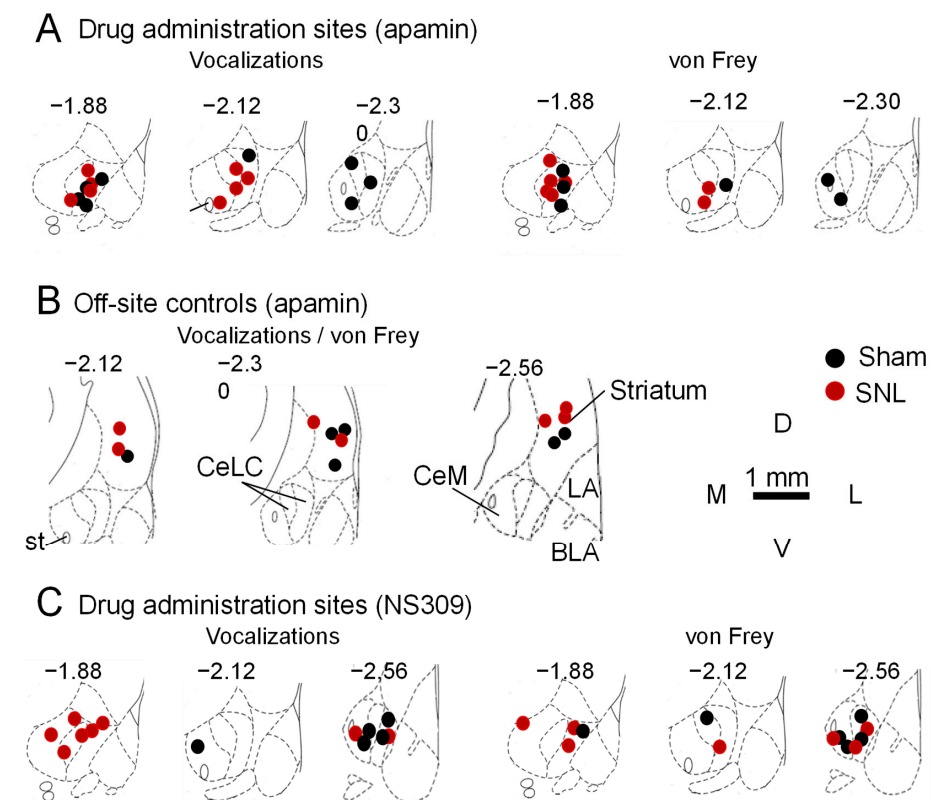 A Drug administration sites (apamin)
Vocalizations von Frey
−1.88 −2.12 −2.3
0 −1.88 −2.12 −2.30
B Off-site controls (apamin)
Vocalizations / von Frey
−2.12 −2.3
0 −2.56
Sham
SNL
Striatum
D
CeLC
CeM
LA
M 1 mm L
st
BLA
V
C Drug administration sites (NS309)
Vocalizations von Frey
−1.88 −2.12 −2.56 −1.88 −2.12 −2.56